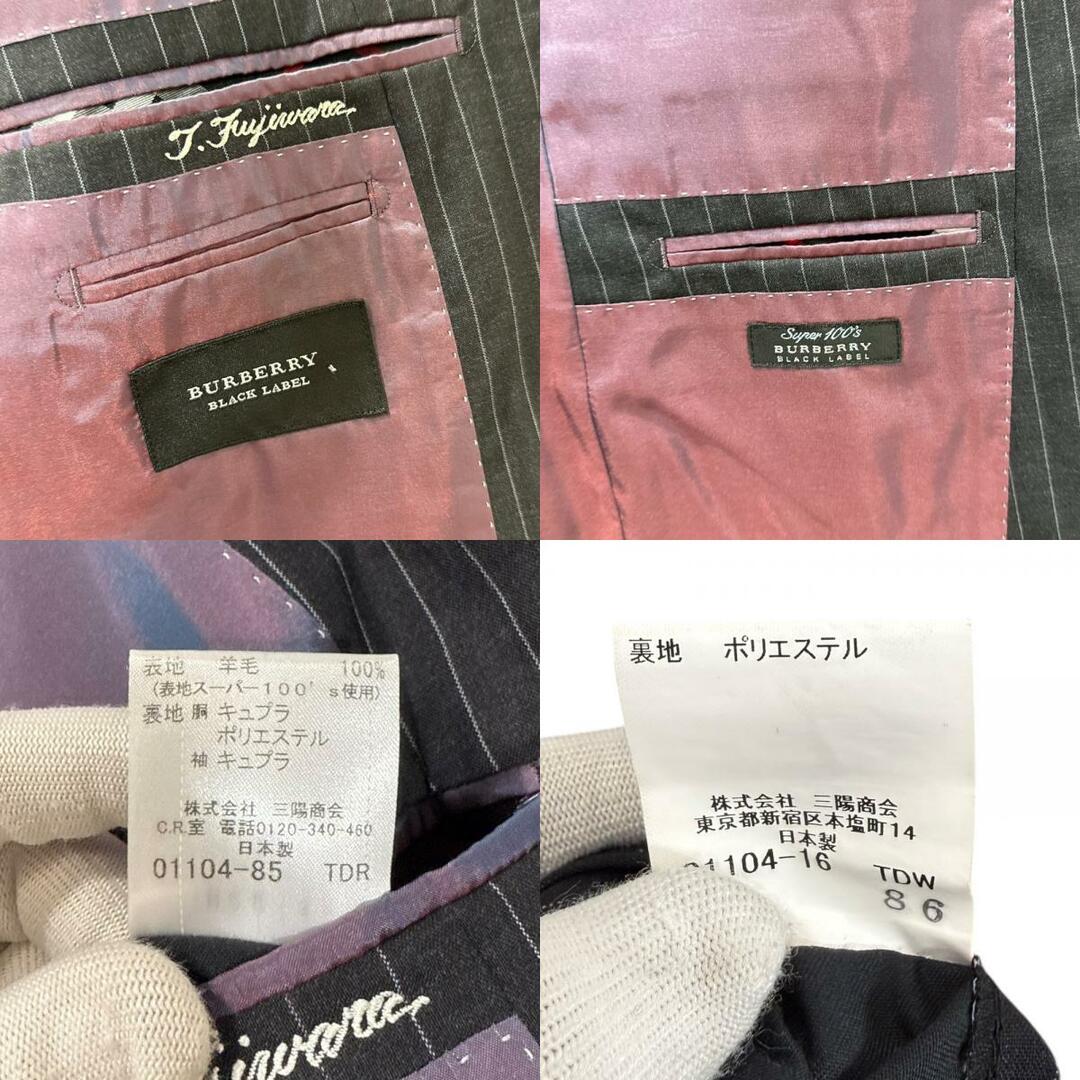 T. Fujiwara
BURBERRY
BLACK LABEL
Super 100's
BURBERRY
BLACK LABEL
表地 羊毛 100%
(表地スーパー100's使用)
裏地 胴 キュプラ
ポリエステル
袖 キュプラ
株式会社 三陽商会
C.R.室 電話0120-340-460
日本製
01104-85 TDR
Fujiwara
裏地 ポリエステル
株式会社 三陽商会
東京都新宿区本塩町14
日本製
01104-16 TDW
86